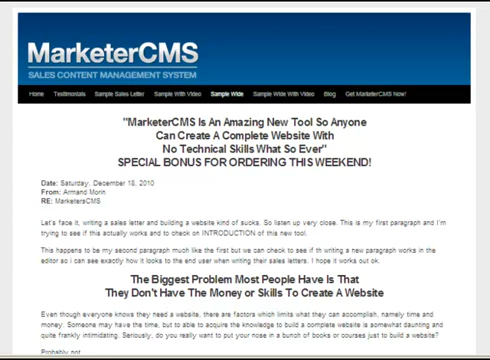 MarketerCMS
SALES CONTENT MANAGEMENT SYSTEM
Home Testimonials Sample Sales Letter Sample With Video Sample Wide Sample Wide With Video Blog Get MarketerCMS Now!
"MarketerCMS Is An Amazing New Tool So Anyone
Can Create A Complete Website With
No Technical Skills What So Ever"
SPECIAL BONUS FOR ORDERING THIS WEEKEND!
Date: Saturday, December 18, 2010
From: Armand Morin
RE: MarketersCMS
Let's face it, writing a sales letter and building a website kind of sucks. So listen up very close. This is my first paragraph and I'm
trying to see if this actually works and to check on INTRODUCTION of this new tool.
This happens to be my second paragraph much like the first but we can check to see if th writing a new paragraph works in the
editor so i can see exactly how it looks to the end user when writing their sales letters. I hope it works out ok.
The Biggest Problem Most People Have Is That
They Don't Have The Money or Skills To Create A Website
Even though everyone knows they need a website, there are factors which limits what they can accomplish, namely time and
money. Someone may have the time, but to able to acquire the knowledge to build a complete website is somewhat daunting and
quite frankly intimidating. Seriously, do you really want to put your nose in a bunch of books or courses just to build a website?
Probably not.